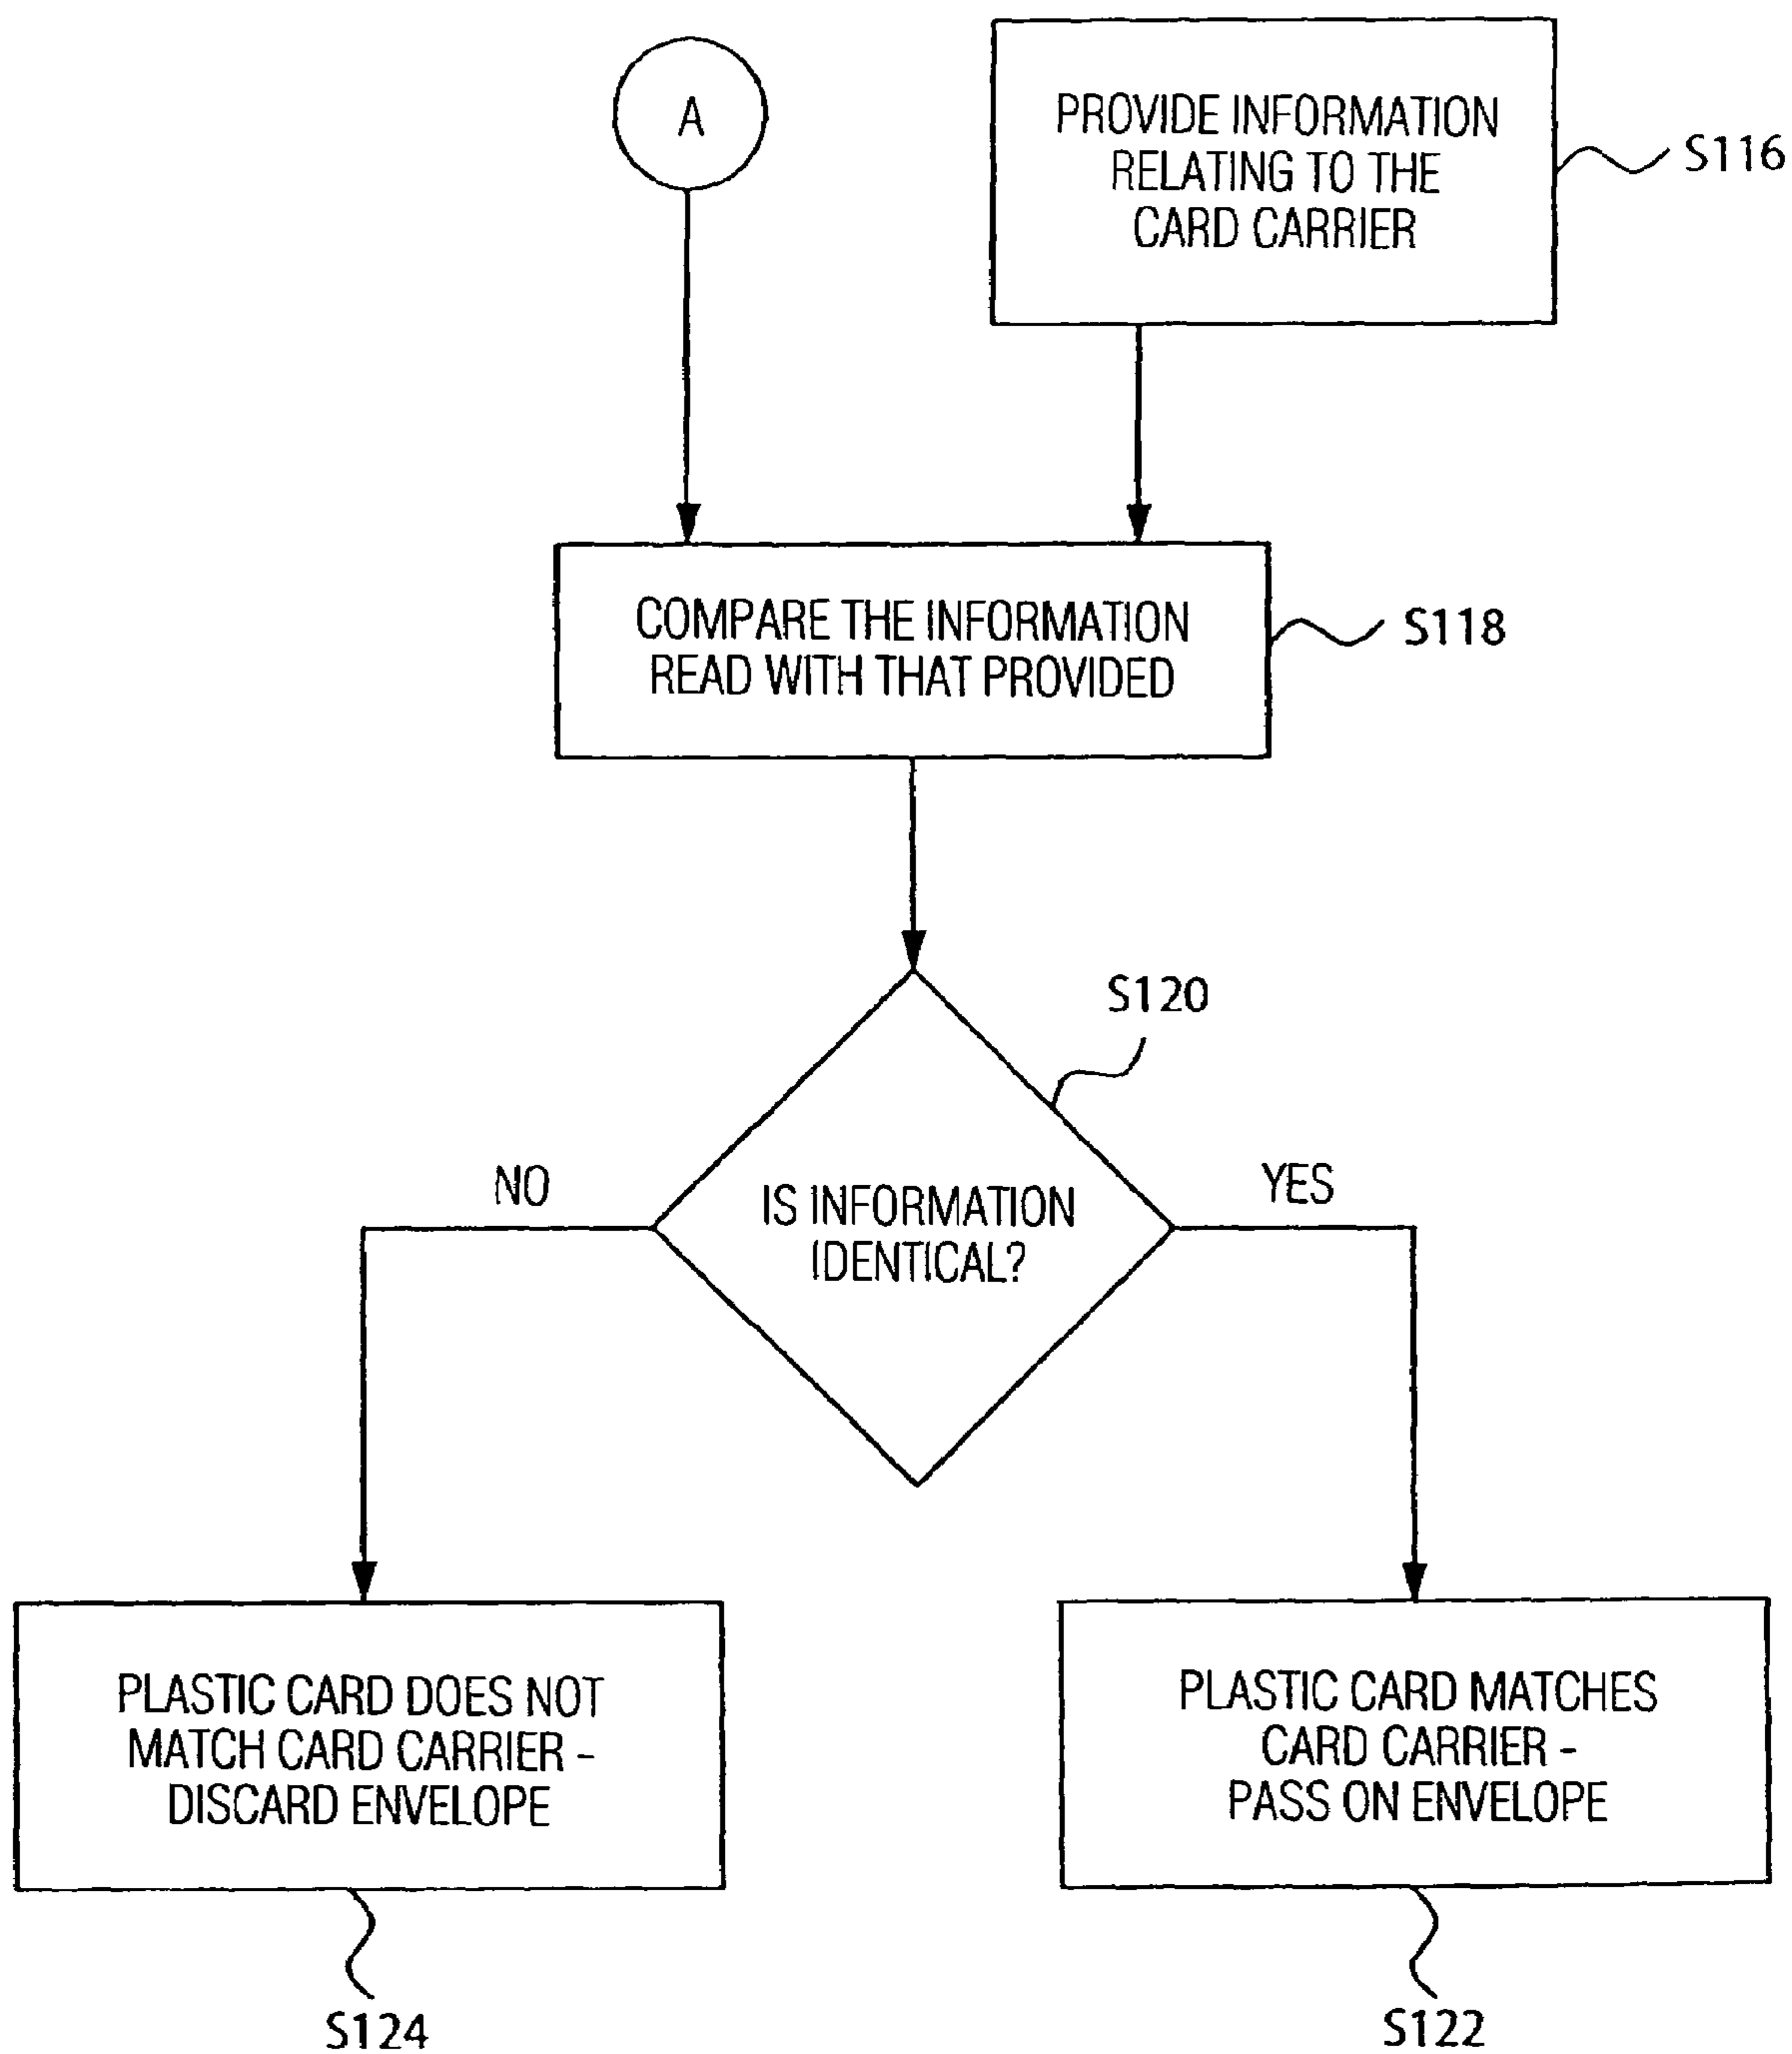 A
PROVIDE INFORMATION
RELATING TO THE
CARD CARRIER
S116
COMPARE THE INFORMATION
READ WITH THAT PROVIDED
S118
S120
NO
YES
IS INFORMATION
IDENTICAL?
PLASTIC CARD DOES NOT
MATCH CARD CARRIER -
DISCARD ENVELOPE
PLASTIC CARD MATCHES
CARD CARRIER -
PASS ON ENVELOPE
S124
S122